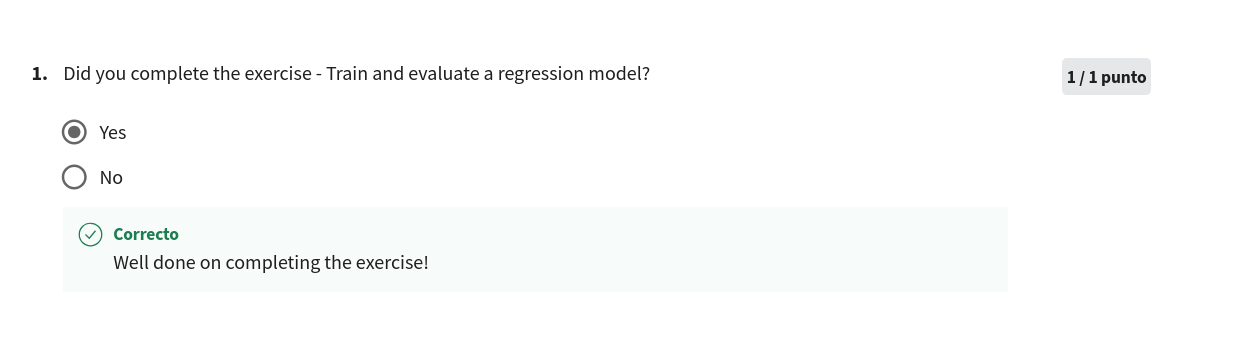 1. Did you complete the exercise - Train and evaluate a regression model?
1 / 1 punto
Yes
No
Correcto
Well done on completing the exercise!